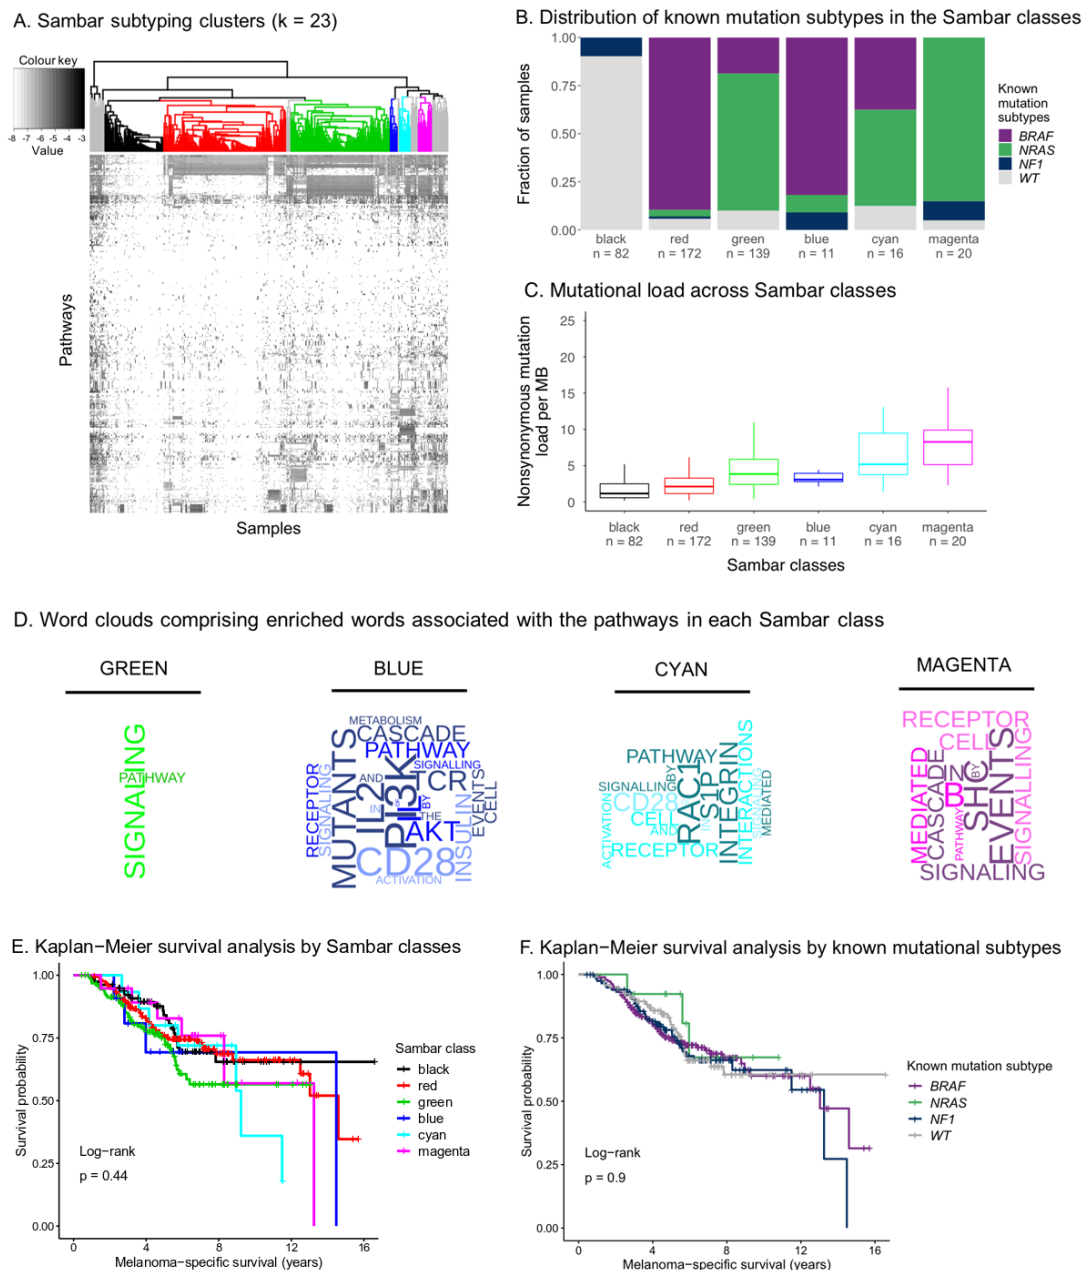 A. Sambar subtyping clusters (k = 23)
Colour key
-8 -7 -6 -5 -4 -3
Value
Pathways
Samples
B. Distribution of known mutation subtypes in the Sambar classes
Fraction of samples
1.00
0.75
0.50
0.25
0.00
black red green blue cyan magenta
n = 82 n = 172 n = 139 n = 11 n = 16 n = 20
Known
mutation
subtypes
BRAF
NRAS
NF1
WT
C. Mutational load across Sambar classes
Nonsynonymous mutation
load per MB
25
20
15
10
5
0
black red green blue cyan magenta
n = 82 n = 172 n = 139 n = 11 n = 16 n = 20
Sambar classes
D. Word clouds comprising enriched words associated with the pathways in each Sambar class
GREEN
SIGNALING
PATHWAY
BLUE
METABOLISM
CASCADE
PATHWAY
SIGNALLING
RECEPTOR
SIGNALING
MUTANTS
IL2
AND
IN
PI3K
OF
IL
BY
TCR
THE
AKT
INSULIN
EVENTS
CELL
CD28
ACTIVATION
CYAN
PATHWAY
SIGNALLING
BY
CD28
CELL
AND
ACTIVATION
RECEPTOR
RAC1
IN
S1P
INTEGRIN
INTERACTIONS
SIGNALING
MEDIATED
MAGENTA
RECEPTOR
CELL
MEDIATED
CASCADE
IN
B
PATHWAY
BY
SHC
EVENTS
SIGNALLING
SIGNALING
E. Kaplan−Meier survival analysis by Sambar classes
Survival probability
1.00
0.75
0.50
0.25
0.00
Log−rank
p = 0.44
0 4 8 12 16
Melanoma−specific survival (years)
Sambar class
black
red
green
blue
cyan
magenta
F. Kaplan−Meier survival analysis by known mutational subtypes
Survival probability
1.00
0.75
0.50
0.25
0.00
Log−rank
p = 0.9
0 4 8 12 16
Melanoma−specific survival (years)
Known mutation subtype
BRAF
NRAS
NF1
WT